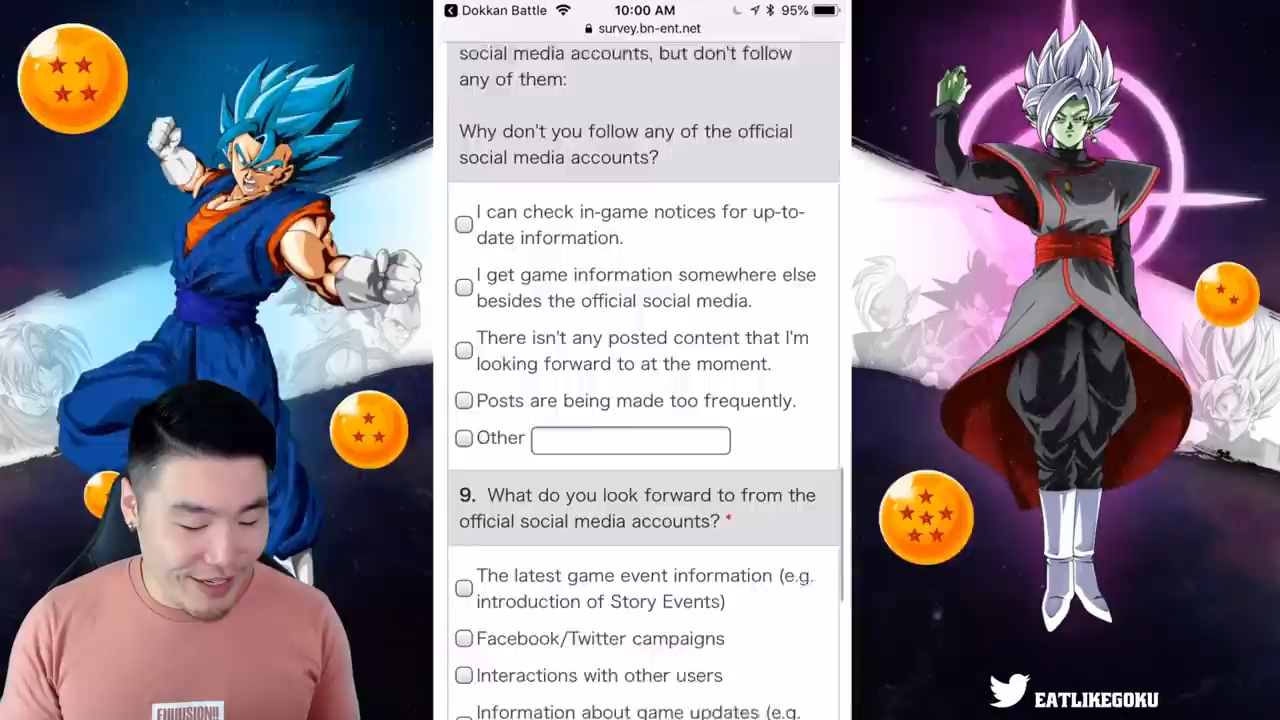 Dokkan Battle
10:00 AM
95%
survey.bn-ent.net
social media accounts, but don't follow
any of them:
Why don't you follow any of the official
social media accounts?
I can check in-game notices for up-to-
date information.
I get game information somewhere else
besides the official social media.
There isn't any posted content that I'm
looking forward to at the moment.
Posts are being made too frequently.
Other
9. What do you look forward to from the
official social media accounts? *
The latest game event information (e.g.
introduction of Story Events)
Facebook/Twitter campaigns
Interactions with other users
Information about game updates (e.g.
FUUUSION!!
EATLIKEGOKU